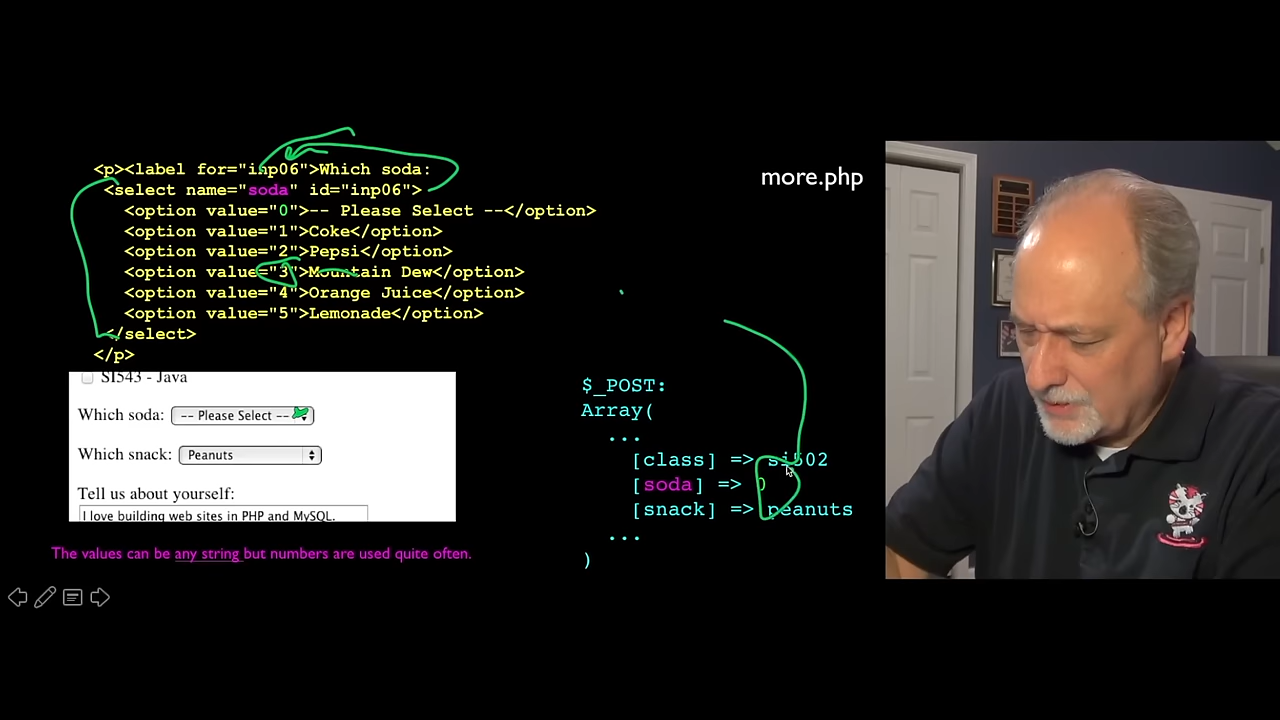 more.php
<p><label for="inp06">Which soda:
<select name="soda" id="inp06">
<option value="0">-- Please Select --</option>
<option value="1">Coke</option>
<option value="2">Pepsi</option>
<option value="3">Mountain Dew</option>
<option value="4">Orange Juice</option>
<option value="5">Lemonade</option>
</select>
</p>
SI543 - Java
Which soda: -- Please Select --
Which snack: Peanuts
Tell us about yourself:
I love building web sites in PHP and MySQL.
$_POST:
Array(
...
[class] => si502
[soda] => 0
[snack] => peanuts
...
)
The values can be any string but numbers are used quite often.